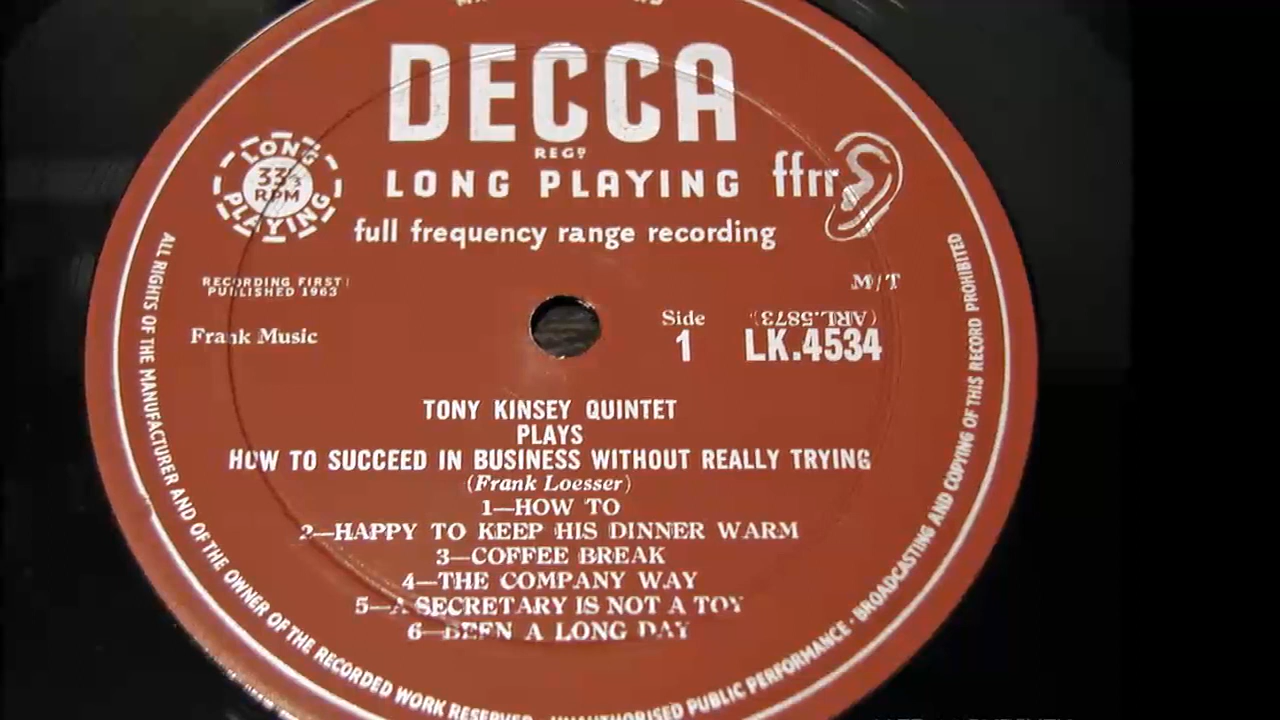 DECCA
REGD
LONG PLAYING
ffrr
LONG
33⅓
RPM
PLAYING
full frequency range recording
RECORDING FIRST
PUBLISHED 1963
M/T
Frank Music
Side
1
(ARL.5873)
LK.4534
TONY KINSEY QUINTET
PLAYS
HOW TO SUCCEED IN BUSINESS WITHOUT REALLY TRYING
(Frank Loesser)
1—HOW TO
2—HAPPY TO KEEP HIS DINNER WARM
3—COFFEE BREAK
4—THE COMPANY WAY
5—A SECRETARY IS NOT A TOY
6—BEEN A LONG DAY
ALL RIGHTS OF THE MANUFACTURER AND OF THE OWNER OF THE RECORDED WORK RESERVED · UNAUTHORISED PUBLIC PERFORMANCE · BROADCASTING AND COPYING OF THIS RECORD PROHIBITED